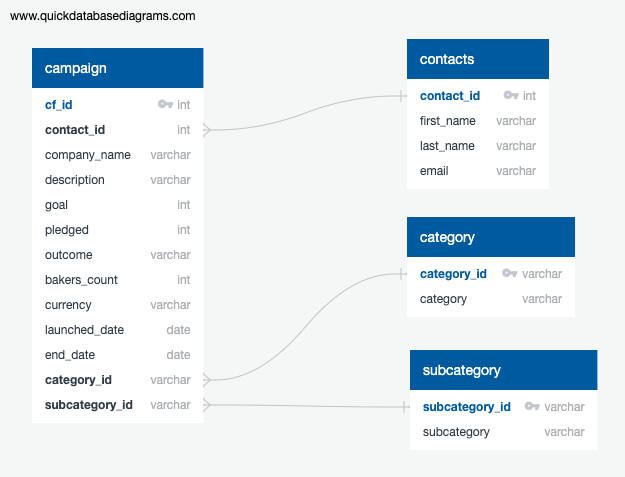 www.quickdatabasediagrams.com
campaign
cf_id int
contact_id int
company_name varchar
description varchar
goal int
pledged int
outcome varchar
bakers_count int
currency varchar
launched_date date
end_date date
category_id varchar
subcategory_id varchar
contacts
contact_id int
first_name varchar
last_name varchar
email varchar
category
category_id varchar
category varchar
subcategory
subcategory_id varchar
subcategory varchar